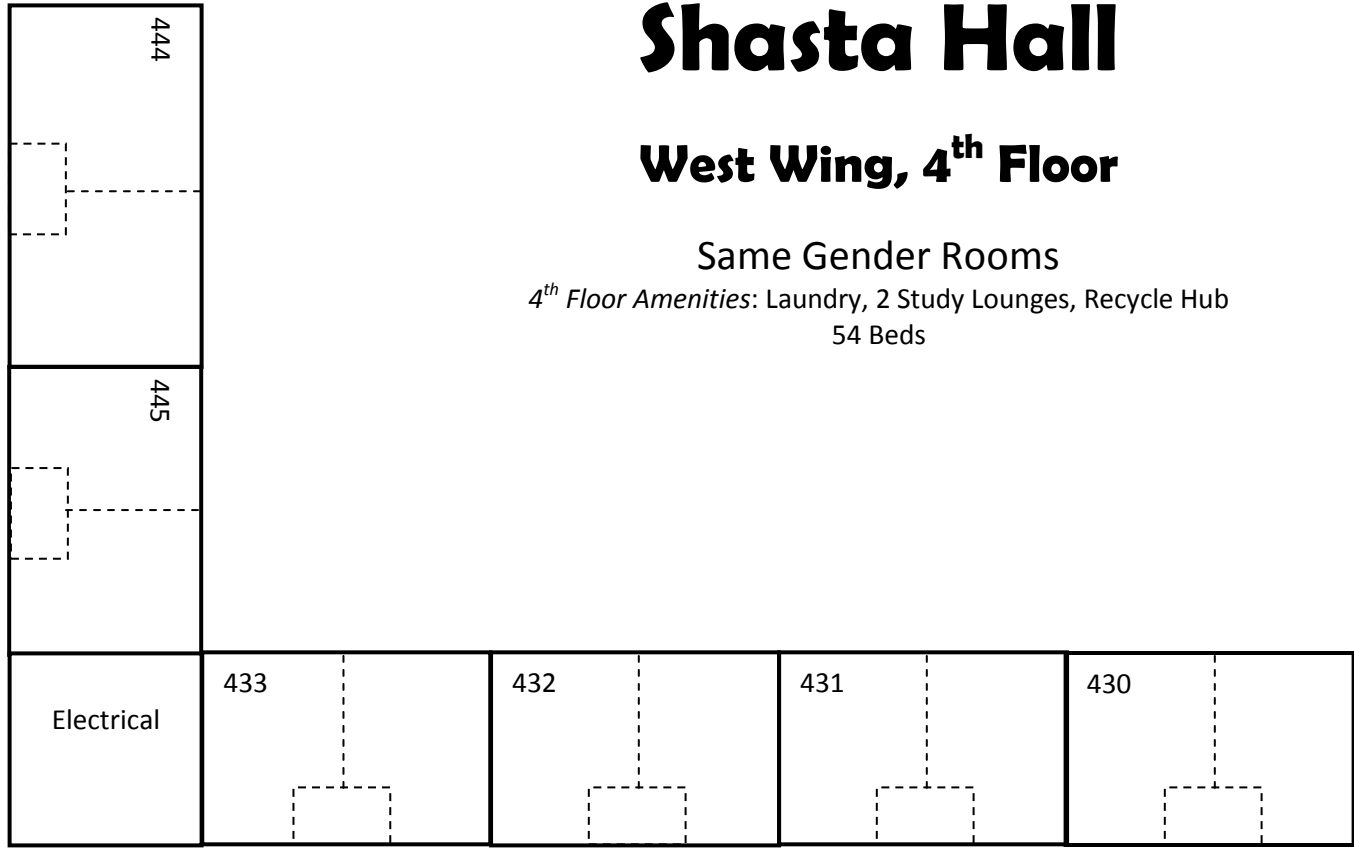 444
Shasta Hall
West Wing, 4th Floor
Same Gender Rooms
4th Floor Amenities: Laundry, 2 Study Lounges, Recycle Hub
54 Beds
445
Electrical
433
432
431
430